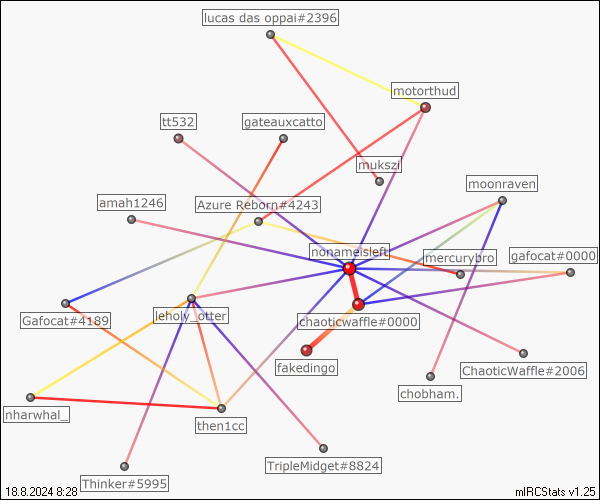 lucas das oppai#2396
motorthud
tt532
gateauxcatto
mukszi
moonraven
amah1246
Azure Reborn#4243
nonameisleft
mercurybro
gafocat#0000
Gafocat#4189
leholy_otter
chaoticwaffle#0000
fakedingo
ChaoticWaffle#2006
chobham.
nharwhal_
then1cc
TripleMidget#8824
Thinker#5995
18.8.2024 8:28
mIRCStats v1.25